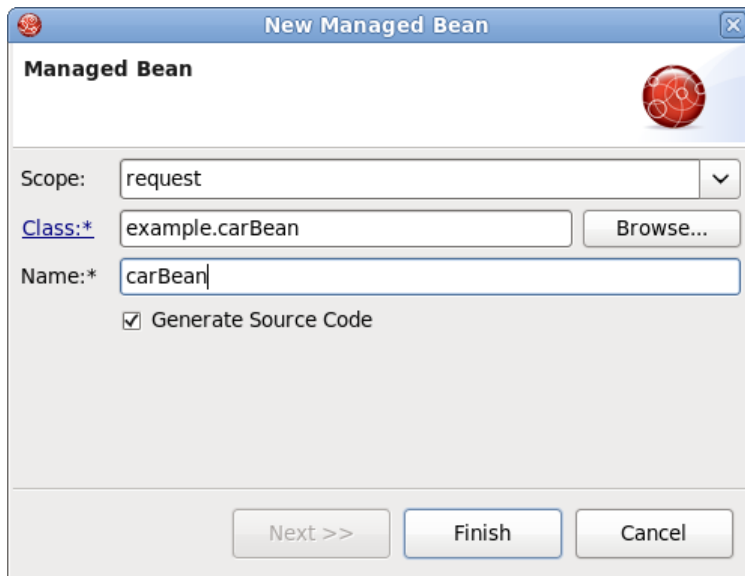 New Managed Bean
Managed Bean
Scope: request
Class:* example.carBean Browse...
Name:* carBean
Generate Source Code
Next >> Finish Cancel